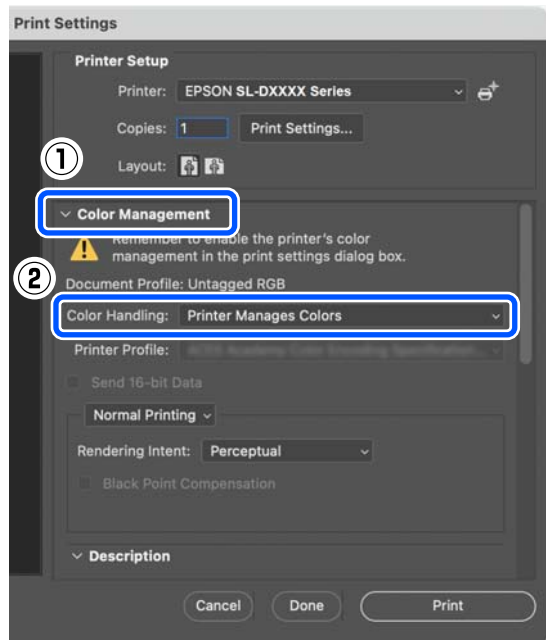 Print Settings
Printer Setup
Printer: EPSON SL-DXXXX Series
Copies: 1 Print Settings...
Layout:
①
Color Management
Remember to enable the printer's color
management in the print settings dialog box.
②
Document Profile: Untagged RGB
Color Handling: Printer Manages Colors
Printer Profile:
Send 16-bit Data
Normal Printing
Rendering Intent: Perceptual
Black Point Compensation
Description
Cancel Done Print